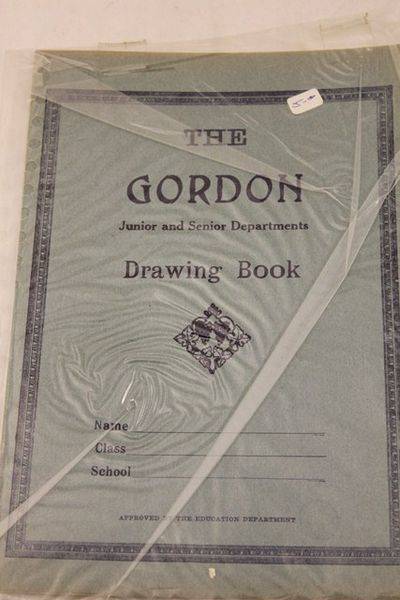 THE
GORDON
Junior and Senior Departments
Drawing Book
Name
Class
School
APPROVED BY THE EDUCATION DEPARTMENT